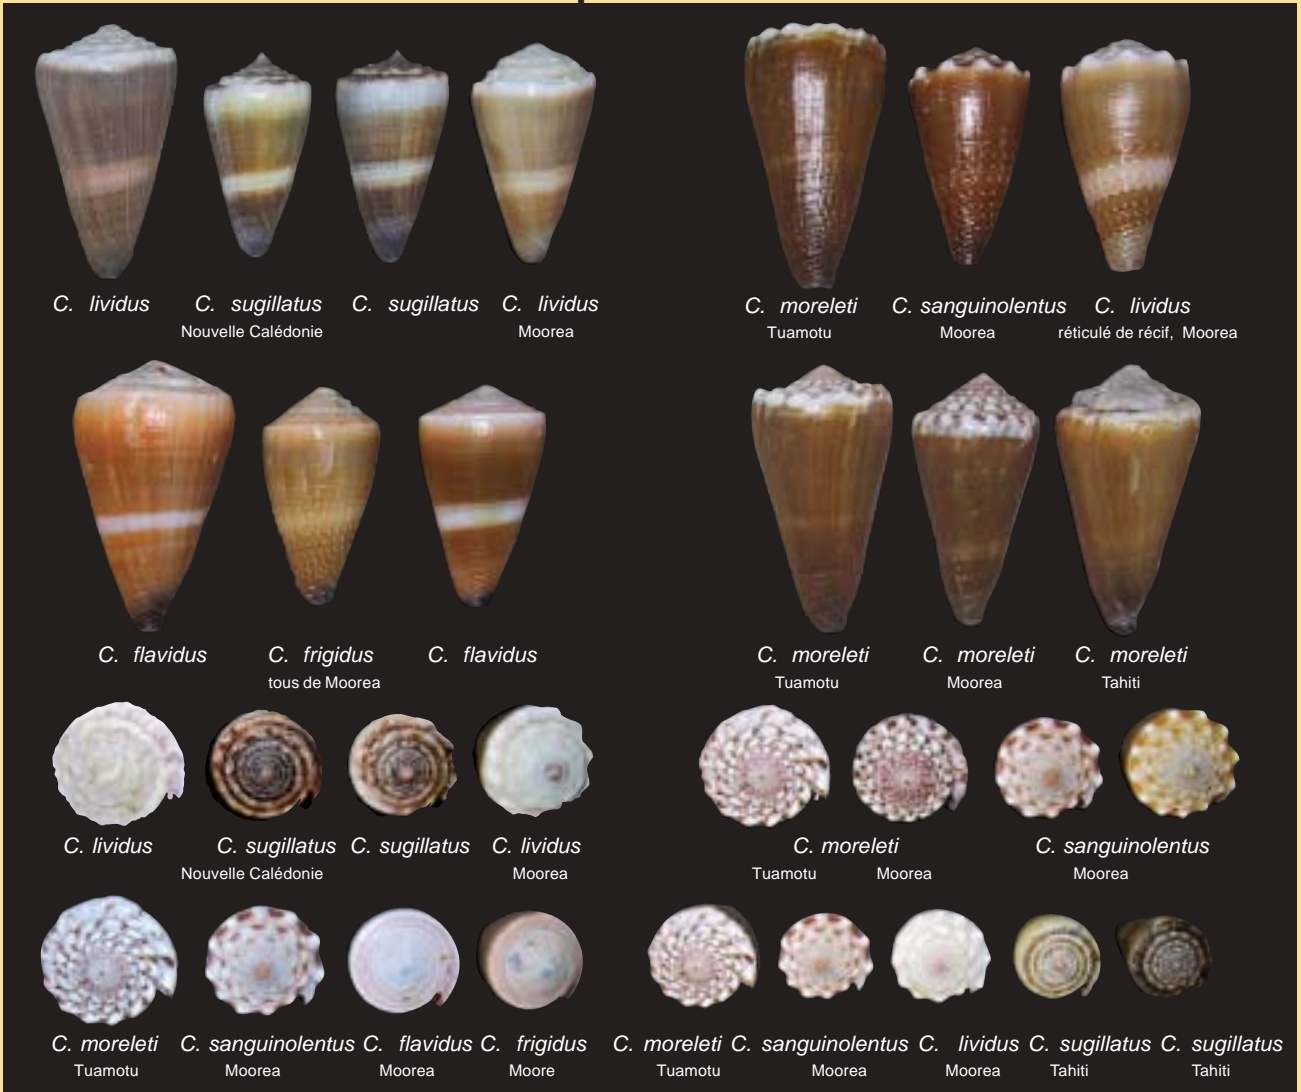 C. lividus C. sugillatus C. sugillatus C. lividus
Nouvelle Calédonie Moorea
C. moreleti C. sanguinolentus C. lividus
Tuamotu Moorea réticulé de récif, Moorea
C. flavidus C. frigidus C. flavidus
tous de Moorea
C. moreleti C. moreleti C. moreleti
Tuamotu Moorea Tahiti
C. lividus C. sugillatus C. sugillatus C. lividus
Nouvelle Calédonie Moorea
C. moreleti C. sanguinolentus
Tuamotu Moorea Moorea
C. moreleti C. sanguinolentus C. flavidus C. frigidus
Tuamotu Moorea Moorea Moore
C. moreleti C. sanguinolentus C. lividus C. sugillatus C. sugillatus
Tuamotu Moorea Moorea Tahiti Tahiti